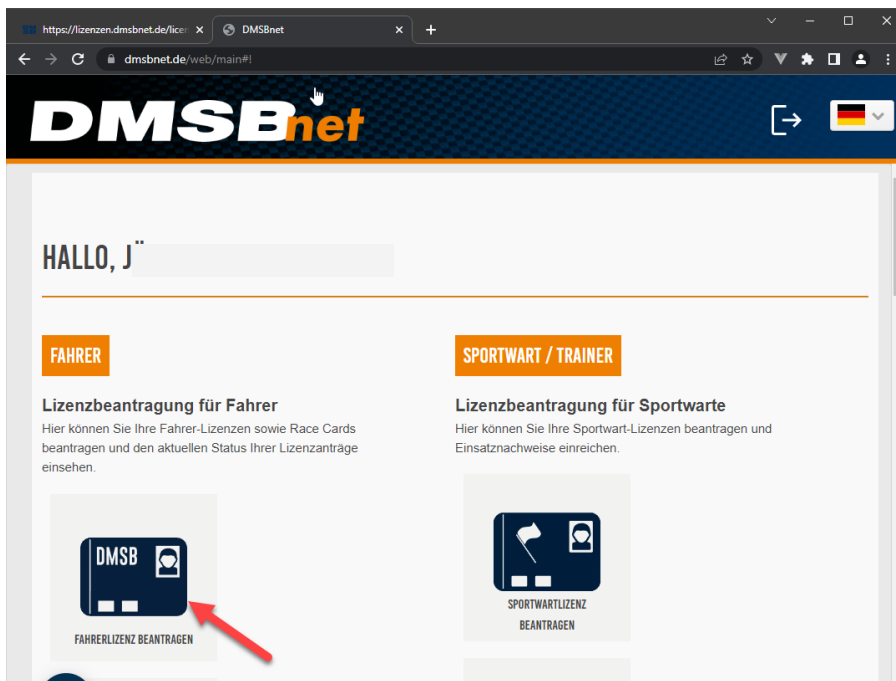 https://lizenzen.dmsbnet.de/licen
DMSBnet
dmsbnet.de/web/main#!
DMSBnet
HALLO, JÖ
FAHRER
Lizenzbeantragung für Fahrer
Hier können Sie Ihre Fahrer-Lizenzen sowie Race Cards
beantragen und den aktuellen Status Ihrer Lizenzanträge
einsehen.
DMSB
FAHRERLIZENZ BEANTRAGEN
SPORTWART / TRAINER
Lizenzbeantragung für Sportwarte
Hier können Sie Ihre Sportwart-Lizenzen beantragen und
Einsatznachweise einreichen.
SPORTWARTLIZENZ
BEANTRAGEN